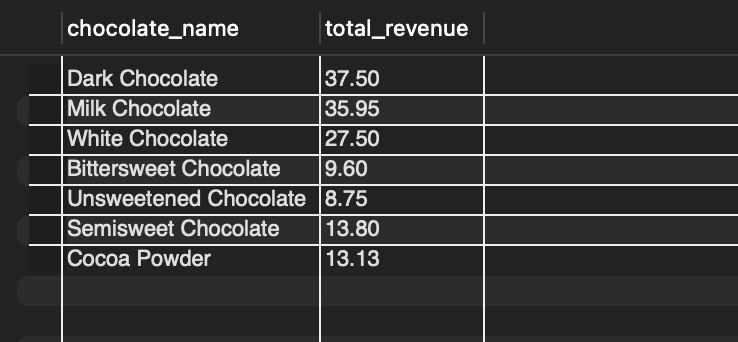 chocolate_name total_revenue
Dark Chocolate 37.50
Milk Chocolate 35.95
White Chocolate 27.50
Bittersweet Chocolate 9.60
Unsweetened Chocolate 8.75
Semisweet Chocolate 13.80
Cocoa Powder 13.13